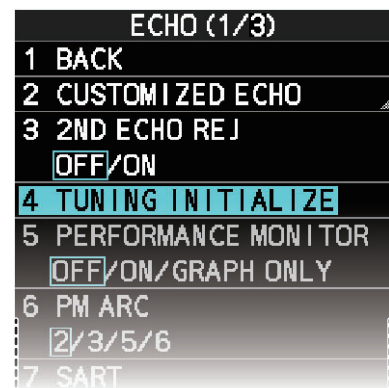 ECHO (1/3)
1 BACK
2 CUSTOMIZED ECHO
3 2ND ECHO REJ
OFF/ON
4 TUNING INITIALIZE
5 PERFORMANCE MONITOR
OFF/ON/GRAPH ONLY
6 PM ARC
2/3/5/6
7 SART